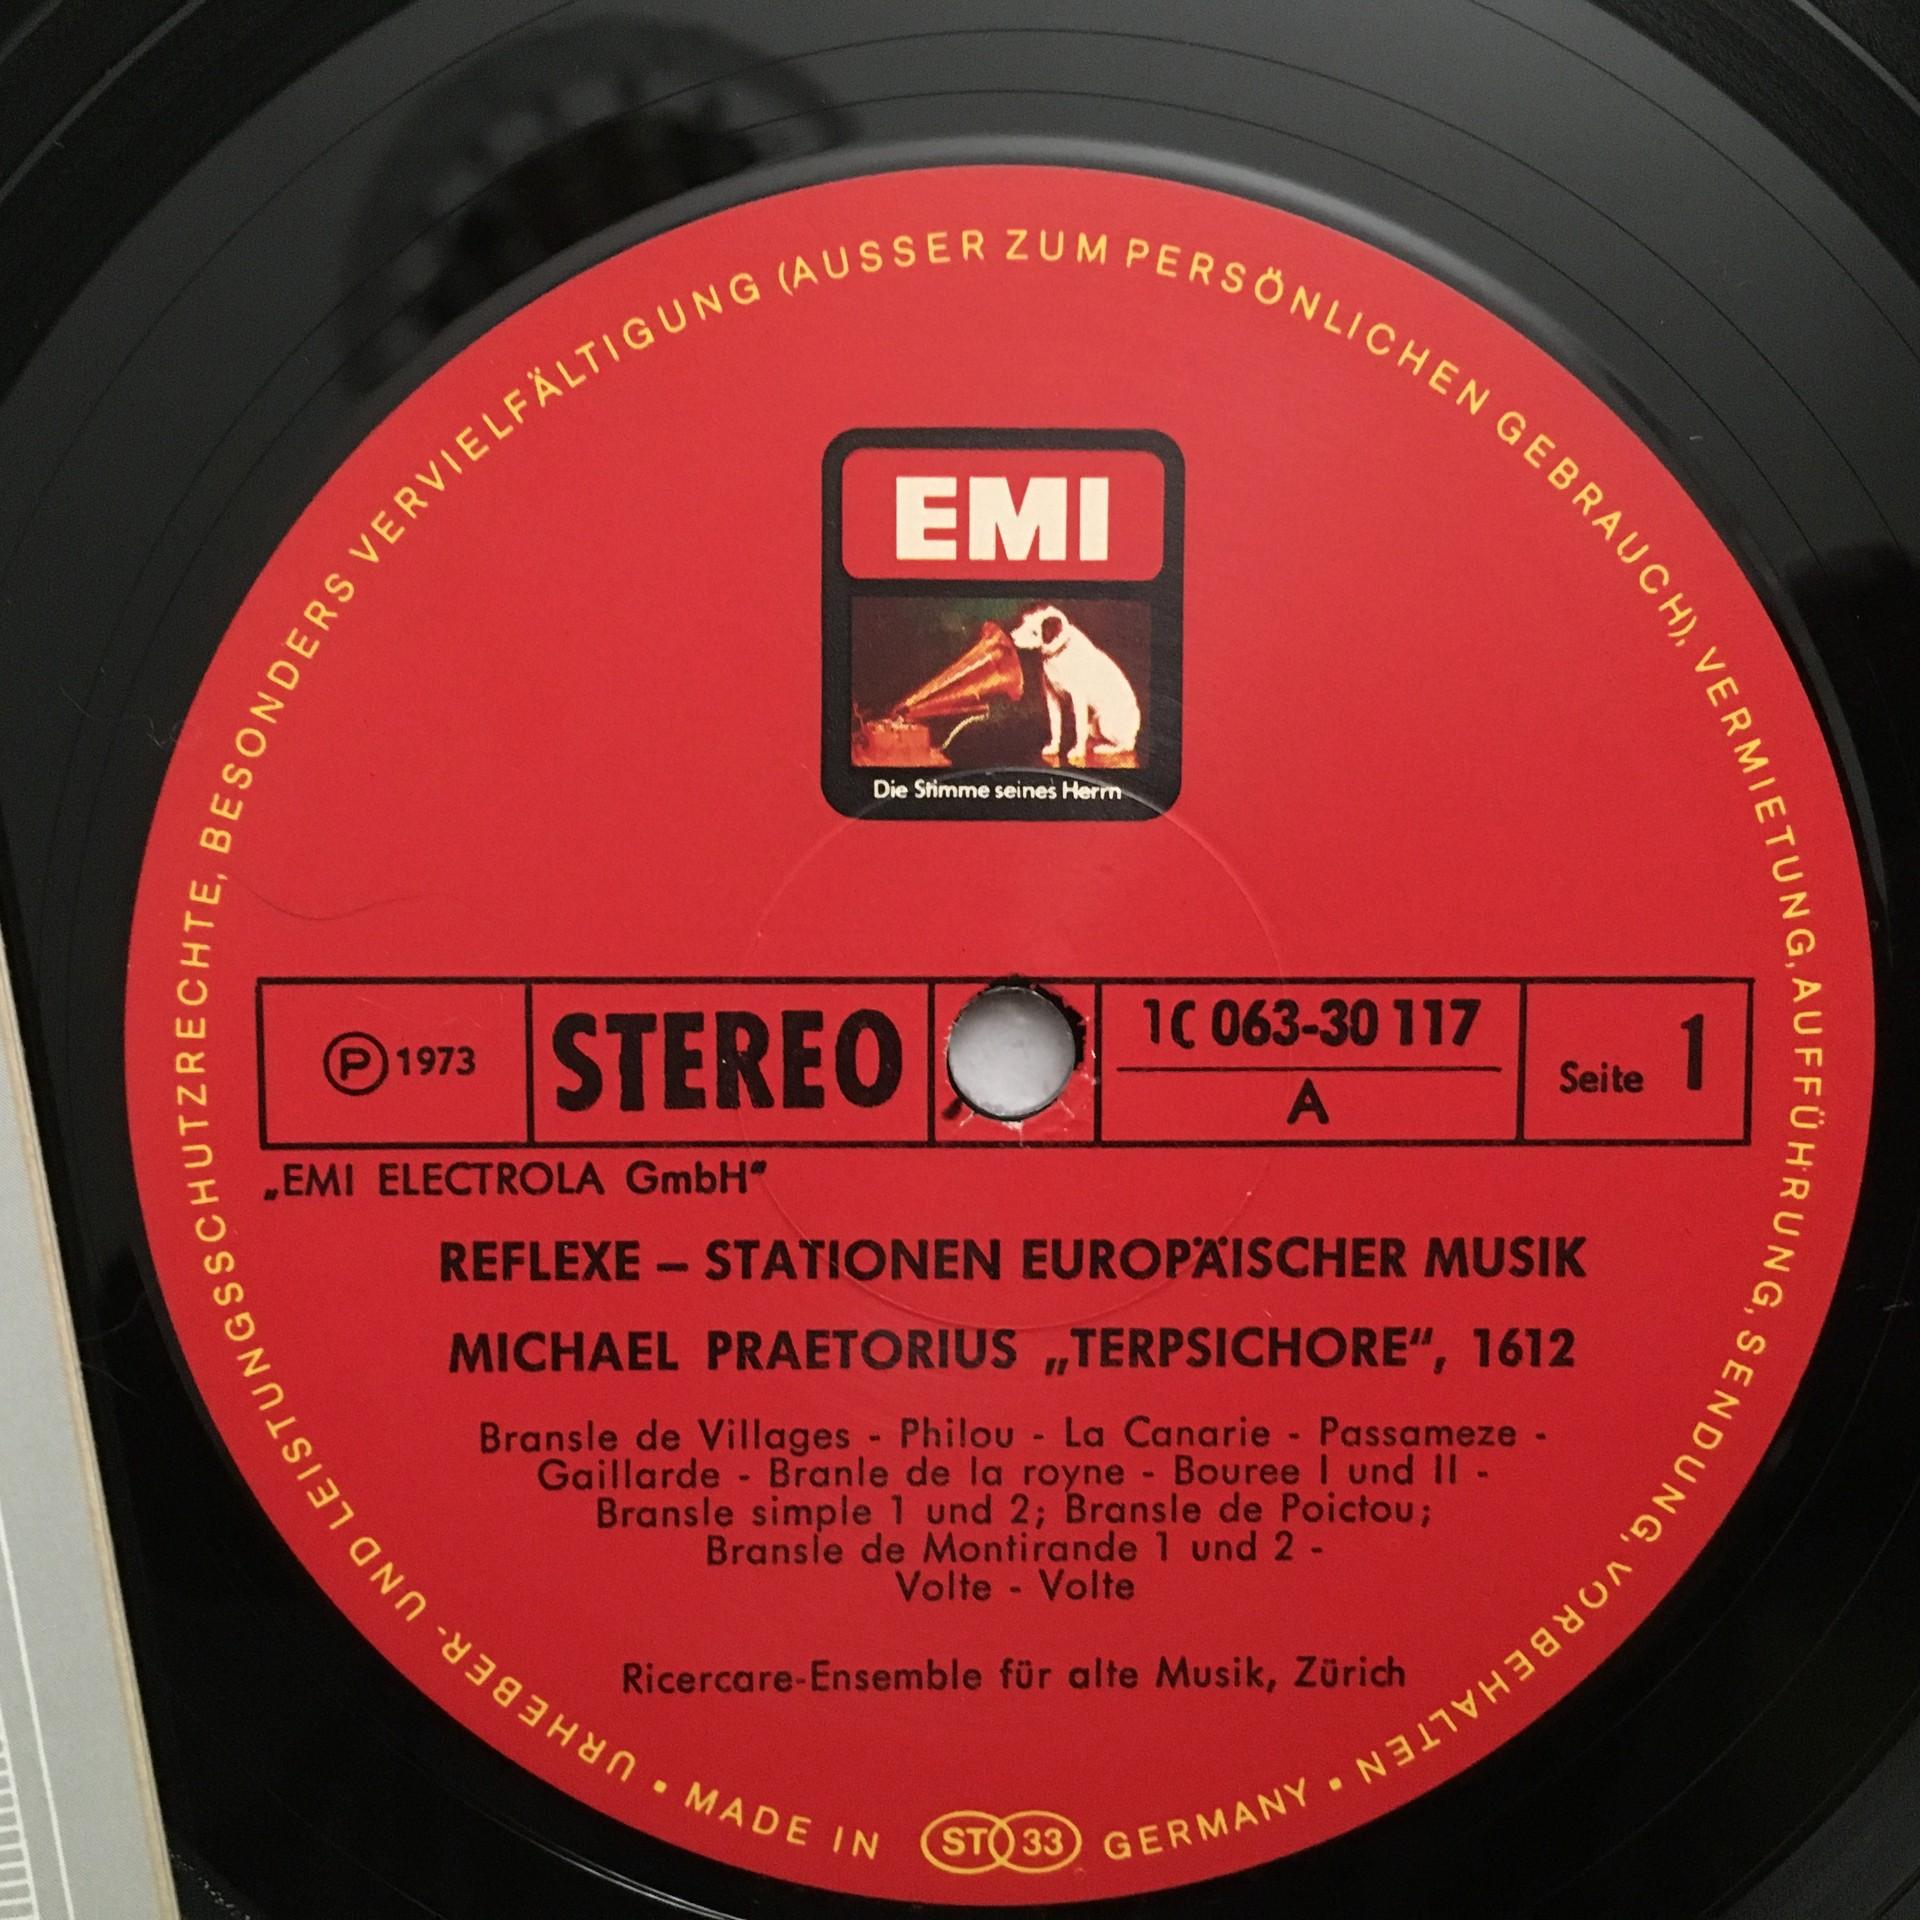 URHEBER- UND LEISTUNGSSCHUTZRECHTE, BESONDERS VERVIELFÄLTIGUNG (AUSSER ZUM PERSÖNLICHEN GEBRAUCH), VERMIETUNG, AUFFÜHRUNG, SENDUNG, VORBEHALTEN •
EMI
Die Stimme seines Herrn
Ⓟ 1973
STEREO
1C 063-30 117
A
Seite 1
„EMI ELECTROLA GmbH“
REFLEXE – STATIONEN EUROPÄISCHER MUSIK
MICHAEL PRAETORIUS „TERPSICHORE“, 1612
Bransle de Villages - Philou - La Canarie - Passameze -
Gaillarde - Branle de la royne - Bouree I und II -
Bransle simple 1 und 2; Bransle de Poictou;
Bransle de Montirande 1 und 2 -
Volte - Volte
Ricercare-Ensemble für alte Musik, Zürich
• MADE IN ST 33 GERMANY